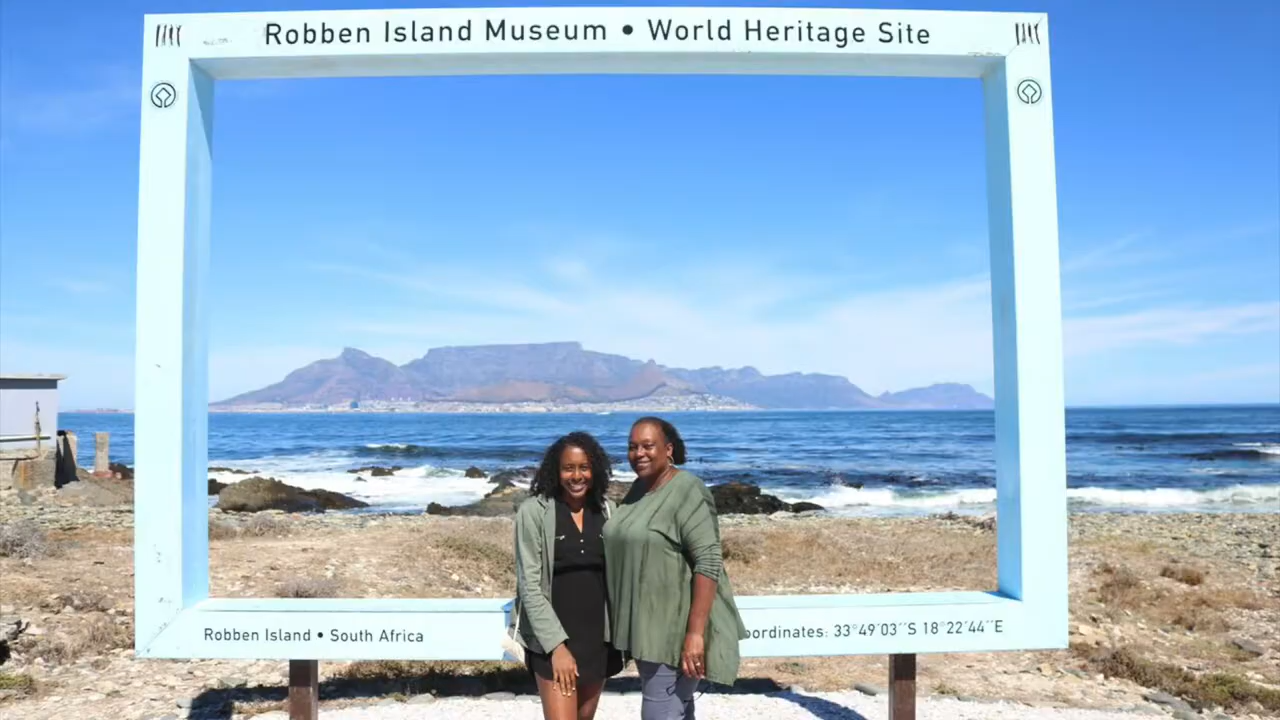 Robben Island Museum • World Heritage Site
Robben Island • South Africa
oordinates: 33°49'03''S 18°22'44''E